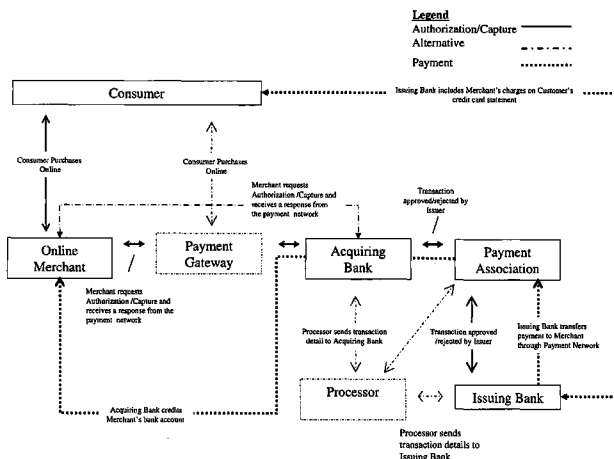 Legend
Authorization/Capture
Alternative
Payment
Consumer
Issuing Bank includes Merchant's charges on Customer's
credit card statement
Consumer Purchases
Online
Consumer Purchases
Online
Merchant requests
Authorization /Capture and
receives a response from
the payment network
Transaction
approved/rejected by
Issuer
Online
Merchant
Payment
Gateway
Acquiring
Bank
Payment
Association
Merchant requests
Authorization /Capture and
receives a response from the
payment network
Processor sends transaction
detail to Acquiring Bank
Transaction approved
/rejected by Issuer
Issuing Bank transfers
payment to Merchant
through Payment Network
Processor
Issuing Bank
Acquiring Bank credits
Merchant's bank account
Processor sends
transaction details to
Issuing Bank